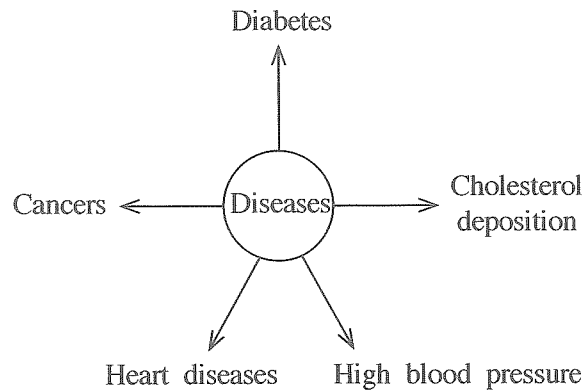 Diabetes
Cancers
Diseases
Cholesterol
deposition
Heart diseases
High blood pressure